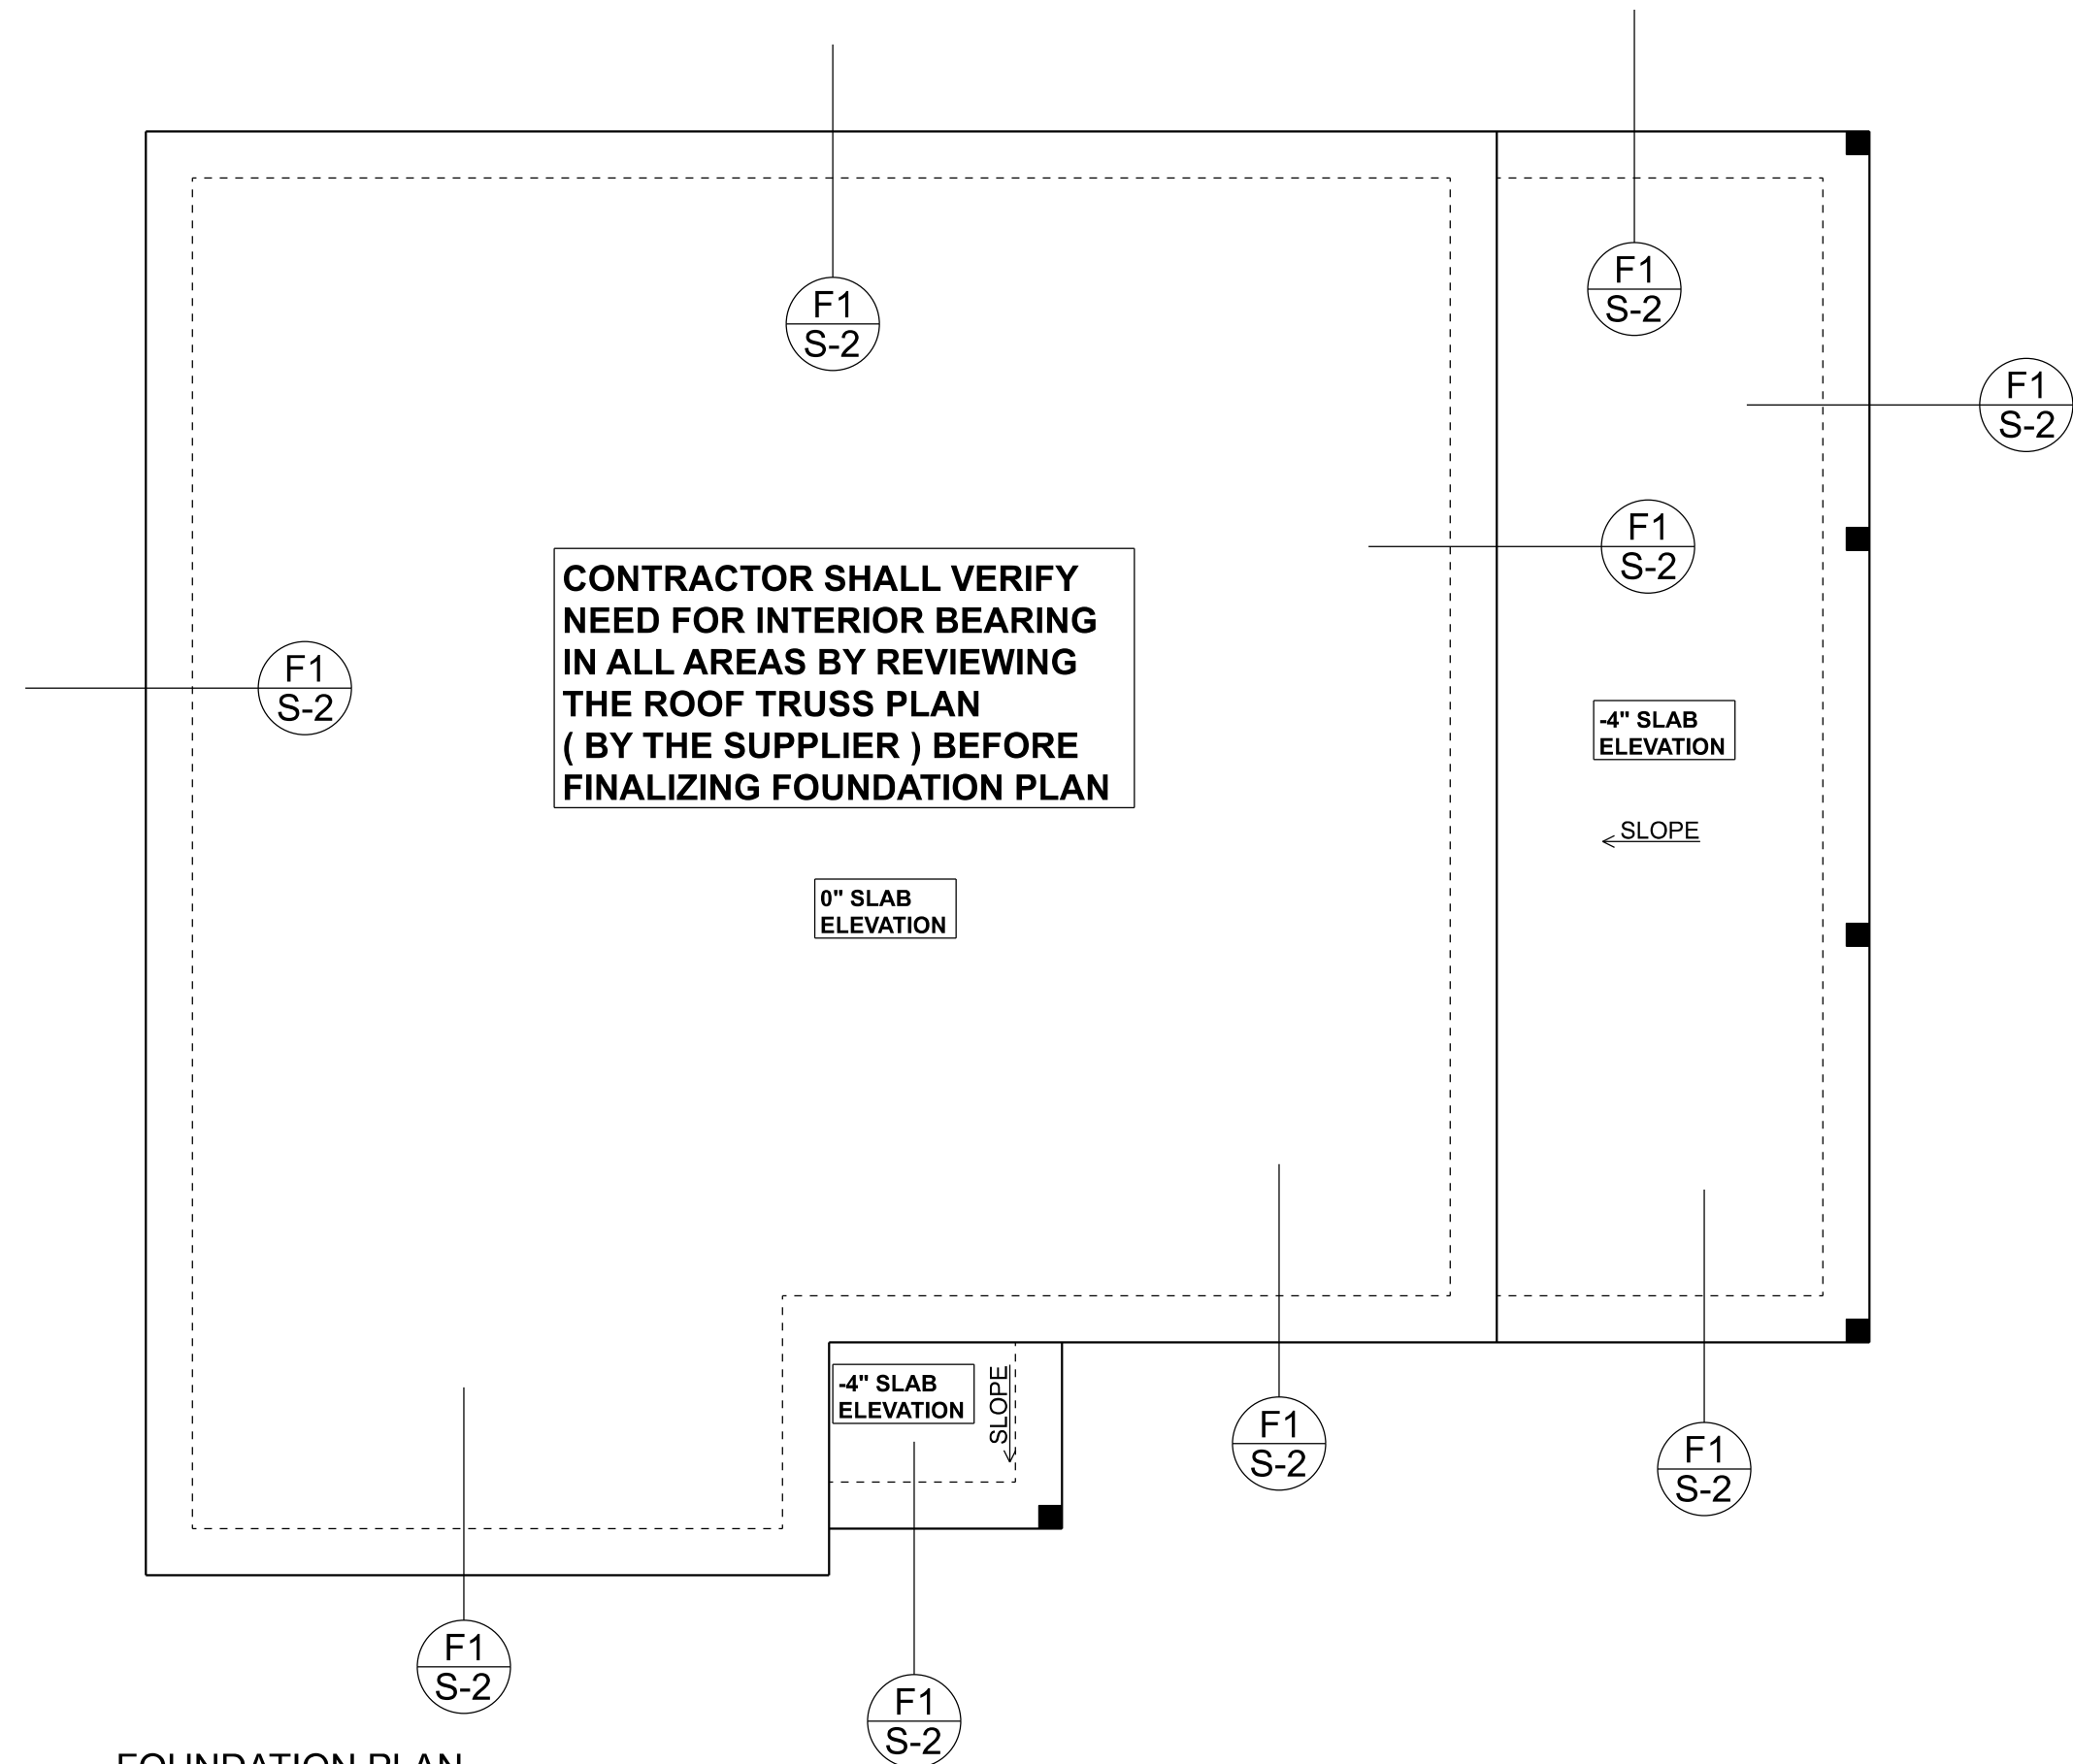 F1
S-2
F1
S-2
F1
S-2
F1
S-2
CONTRACTOR SHALL VERIFY
NEED FOR INTERIOR BEARING
IN ALL AREAS BY REVIEWING
THE ROOF TRUSS PLAN
( BY THE SUPPLIER ) BEFORE
FINALIZING FOUNDATION PLAN
F1
S-2
-4" SLAB
ELEVATION
SLOPE
0" SLAB
ELEVATION
-4" SLAB
ELEVATION
SLOPE
F1
S-2
F1
S-2
F1
S-2
F1
S-2
FOUNDATION PLAN